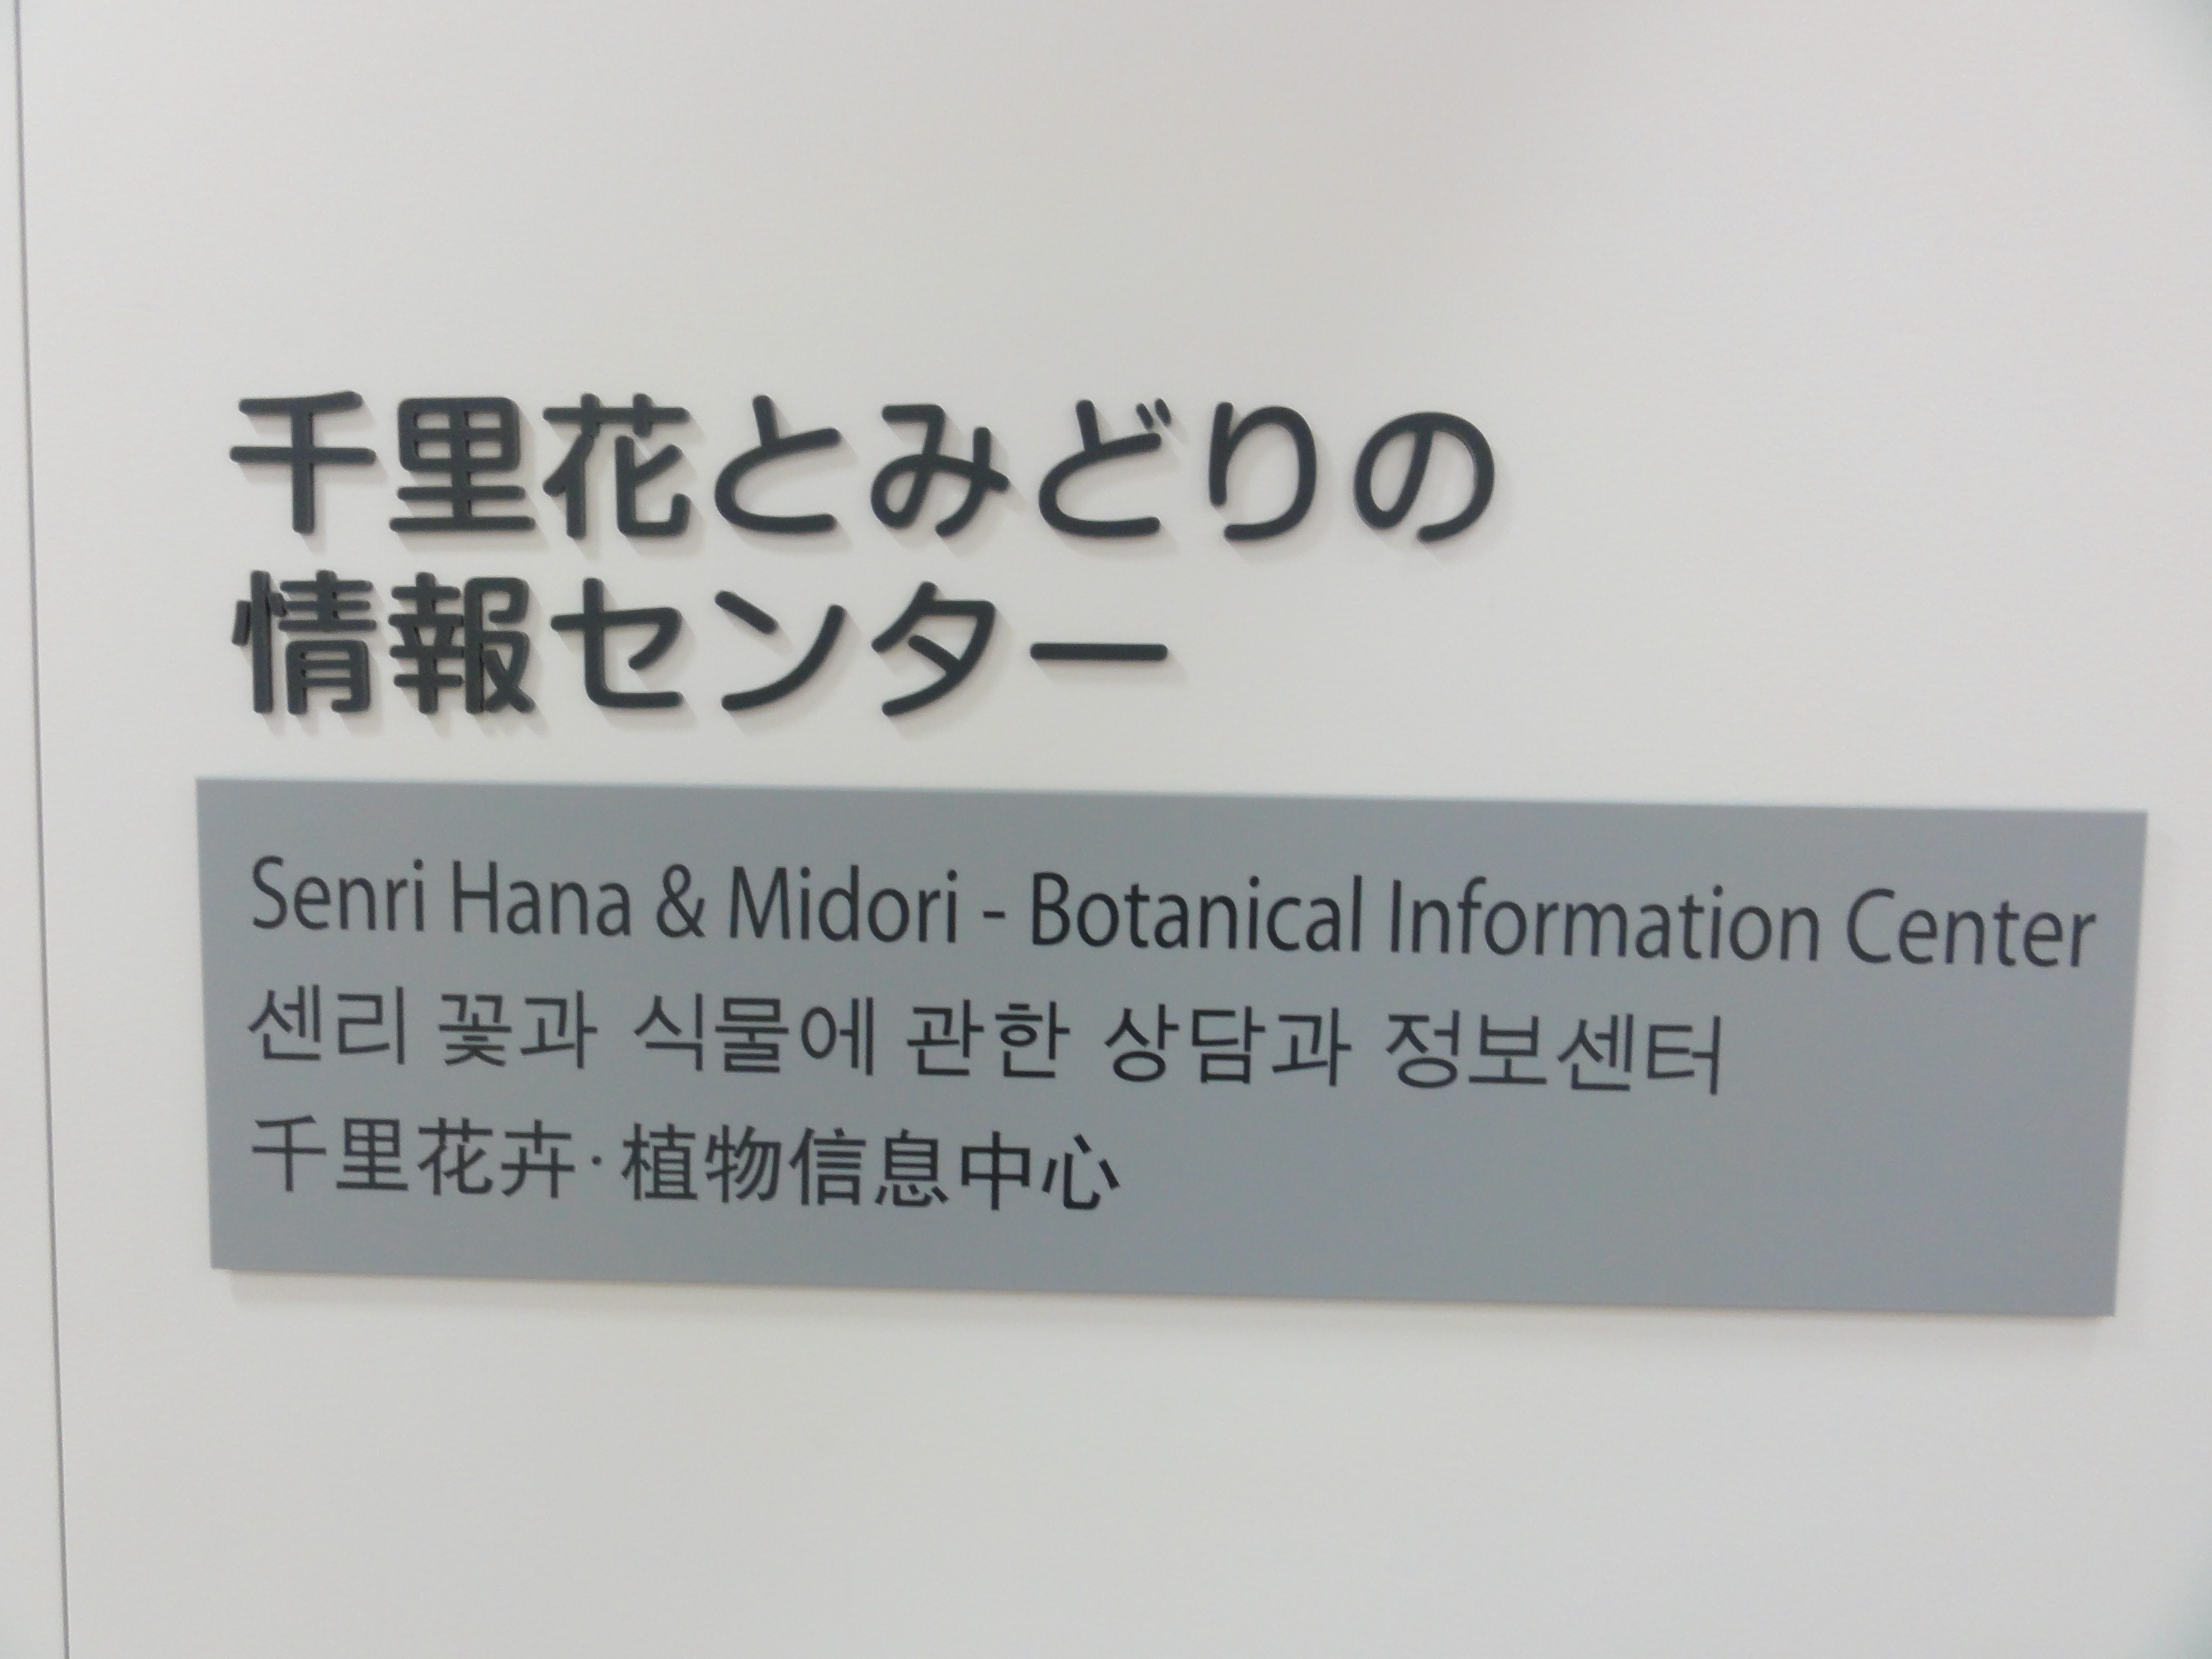 千里花とみどりの
情報センター
Senri Hana & Midori - Botanical Information Center
센리 꽃과 식물에 관한 상담과 정보센터
千里花卉·植物信息中心